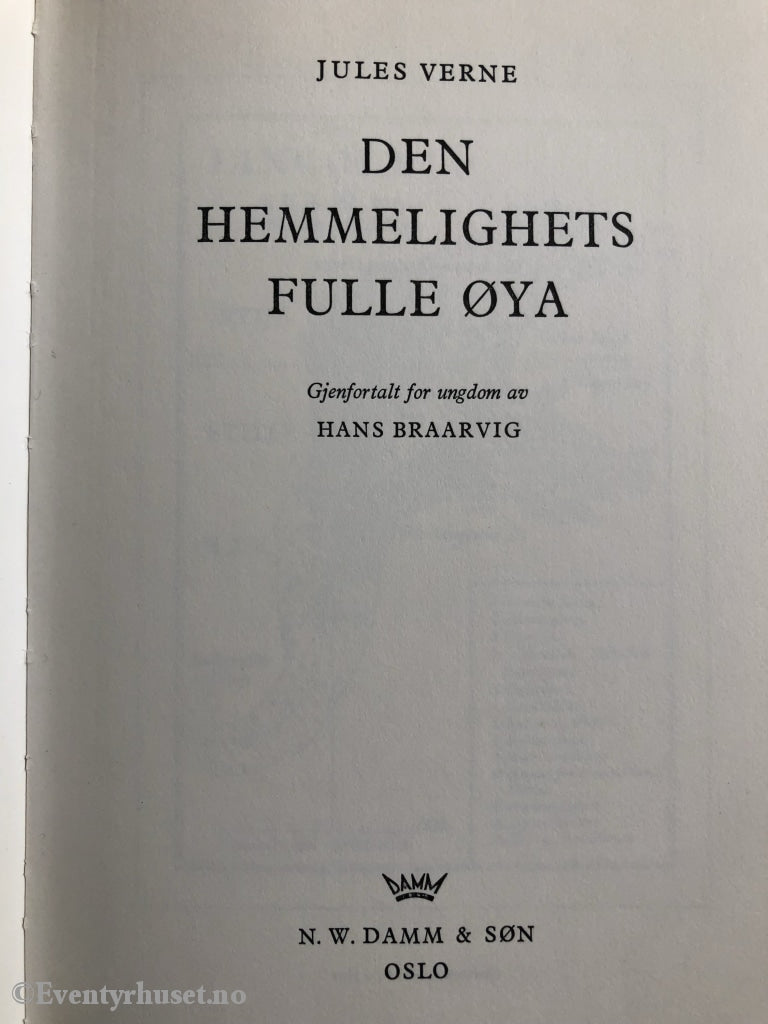 JULES VERNE
DEN
HEMMELIGHETS
FULLE ØYA
Gjenfortalt for ungdom av
HANS BRAARVIG
DAMM
N. W. DAMM & SØN
OSLO
©Eventyrhuset.no